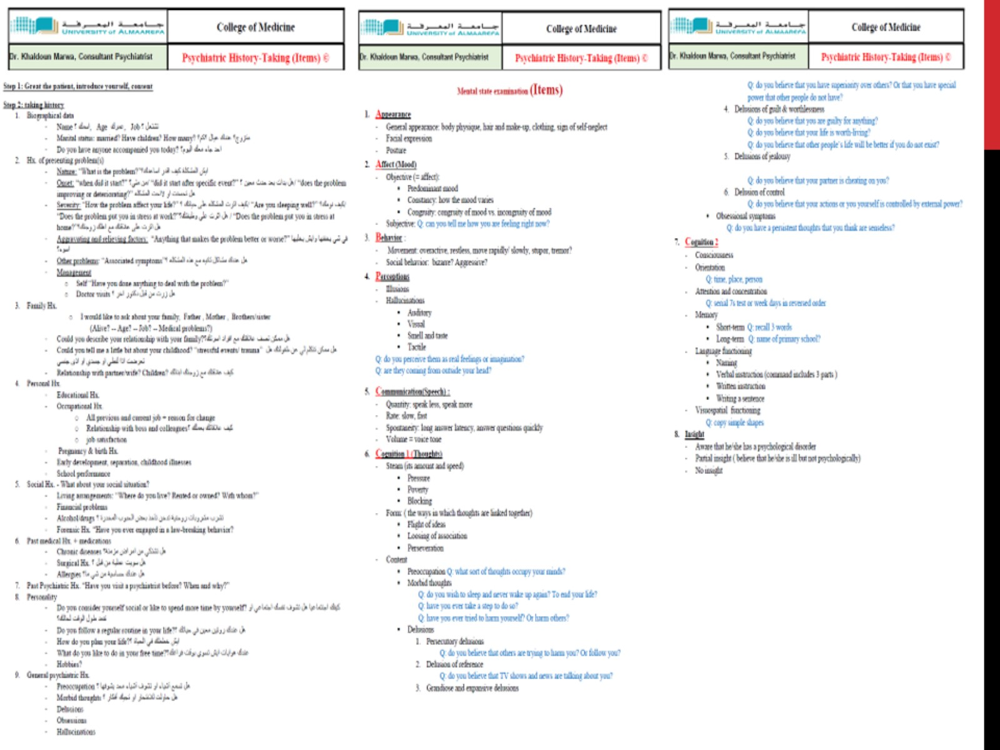 جــامـعـــة المعــرفــة
UNIVERSITY of ALMAAREFA
College of Medicine
Dr. Khaldoun Marwa, Consultant Psychiatrist
Psychiatric History-Taking (Items) ©
Step 1: Great the patient, introduce yourself, consent
Step 2: taking history
1. Biographical data
- Name ؟ اسمك, Age عمرك, Job ؟ تشتغل
- Marital status: married? Have children? How many? متزوج؟ عندك عيال ؟كم؟
- Do you have anyone accompanied you today? احد جاء معك اليوم؟
2. Hx. of presenting problem(s)
- Nature: "What is the problem?" ايش المشكلة كيف اقدر اساعدك؟
- Onset: "when did it start?" من متى؟/ "did it start after specific event?" هل بدات بعد حدث معين ؟/ "does the problem
improving or deteriorating?" هل تحسنت او لا المشكله
- Severity: "How the problem affect your life?" كيف اثرت المشكله على حياتك ؟/ "Are you sleeping well?" كيف نومك؟/
"Does the problem put you in stress at work?" هل اثرت على وظيفتك؟ / "Does the problem put you in stress at
home?" هل اثرت على علاقتك مع اهلك زوجتك؟
- Aggravating and relieving factors: "Anything that makes the problem better or worse?" في شي يخففها وايش يخليها
اسوء؟
- Other problems: "Associated symptoms" هل عندك مشاكل ثانيه مع هذه المشكله ؟
- Management
o Self "Have you done anything to deal with the problem?"
o Doctor visits هل زرت من قبل دكتور اخر ؟
3. Family Hx.
o I would like to ask about your family, Father , Mother , Brothers/sister
(Alive? -- Age? -- Job? -- Medical problems?)
- Could you describe your relationship with your family? هل ممكن تصف علاقتك مع افراد اسرتك؟
- Could you tell me a little bit about your childhood? "stressful events/ trauma" هل ممكن تتكلم لي عن طفولتك هل
تعرضت اذا لفظي او جسدي او اذى جنسي
- Relationship with partner/wife? Children? كيف علاقتك مع زوجتك ابنائك
4. Personal Hx.
- Educational Hx.
- Occupational Hx.
o All previous and current job = reason for change
o Relationship with boss and colleagues كيف علاقتك بعملك ؟
o job satisfaction
- Pregnancy & birth Hx.
- Early development, separation, childhood illnesses
- School performance
5. Social Hx. - What about your social situation?
- Living arrangements: "Where do you live? Rented or owned? With whom?"
- Financial problems
- Alcohol/drugs تشرب مشروبات روحية تدخن تأخذ بعض الحبوب المخدرة ؟
- Forensic Hx. "Have you ever engaged in a law-breaking behavior?
6. Past medical Hx. + medications
- Chronic diseases هل تشتكي من امراض مزمنة؟
- Surgical Hx. هل سويت عملية من قبل ؟
- Allergies هل عندك حساسية من شي ما؟
7. Past Psychiatric Hx. "Have you visit a psychiatrist before? When and why?"
8. Personality
- Do you consider yourself social or like to spend more time by yourself? كيفك اجتماعيا هل تشوف نفسك اجتماعي او
تقعد طول الوقت لحالك؟
- Do you follow a regular routine in your life? هل عندك روتين معين في حياتك ؟
- How do you plan your life? ايش خططك في الحياة ؟
- What do you like to do in your free time? عندك هوايات ايش تسوي بوقت فراغك؟
- Hobbies?
9. General psychiatric Hx.
- Preoccupation هل تسمع أشياء او تشوف أشياء محد يشوفها ؟
- Morbid thoughts هل حاولت الانتحار او تجيك أفكار ؟
- Delusions
- Obsessions
- Hallucinations
جــامـعـــة المعــرفــة
UNIVERSITY of ALMAAREFA
College of Medicine
Dr. Khaldoun Marwa, Consultant Psychiatrist
Psychiatric History-Taking (Items) ©
Mental state examination (Items)
1. Appearance
- General appearance: body physique, hair and make-up, clothing, sign of self-neglect
- Facial expression
- Posture
2. Affect (Mood)
- Objective (= affect):
▪ Predominant mood
▪ Constancy: how the mood varies
▪ Congruity: congruity of mood vs. incongruity of mood
- Subjective: Q: can you tell me how you are feeling right now?
3. Behavior :
- Movement: overactive, restless, move rapidly/ slowly, stupor, tremor?
- Social behavior: bizarre? Aggressive?
4. Perceptions
- Illusions
- Hallucinations
▪ Auditory
▪ Visual
▪ Smell and taste
▪ Tactile
Q: do you perceive them as real feelings or imagination?
Q: are they coming from outside your head?
5. Communication(Speech) :
- Quantity: speak less, speak more
- Rate: slow, fast
- Spontaneity: long answer latency, answer questions quickly
- Volume = voice tone
6. Cognition 1 (Thoughts)
- Steam (its amount and speed)
▪ Pressure
▪ Poverty
▪ Blocking
- Form: ( the ways in which thoughts are linked together)
▪ Flight of ideas
▪ Loosing of association
▪ Perseveration
- Content
▪ Preoccupation Q: what sort of thoughts occupy your minds?
▪ Morbid thoughts
Q: do you wish to sleep and never wake up again? To end your life?
Q: have you ever take a step to do so?
Q: have you ever tried to harm yourself? Or harm others?
▪ Delusions
1. Persecutory delusions
Q: do you believe that others are trying to harm you? Or follow you?
2. Delusion of reference
Q: do you believe that TV shows and news are talking about you?
3. Grandiose and expansive delusions
جــامـعـــة المعــرفــة
UNIVERSITY of ALMAAREFA
College of Medicine
Dr. Khaldoun Marwa, Consultant Psychiatrist
Psychiatric History-Taking (Items) ©
Q: do you believe that you have superiority over others? Or that you have special
power that other people do not have?
4. Delusions of guilt & worthlessness
Q: do you believe that you are guilty for anything?
Q: do you believe that your life is worth-living?
Q: do you believe that other people's life will be better if you do not exist?
5. Delusions of jealousy
Q: do you believe that your partner is cheating on you?
6. Delusion of control
Q: do you believe that your actions or you yourself is controlled by external power?
▪ Obsessional symptoms
Q: do you have a persistent thoughts that you think are senseless?
7. Cognition 2
- Consciousness
- Orientation
Q: time, place, person
- Attention and concentration
Q: serial 7s test or week days in reversed order
- Memory
▪ Short-term Q: recall 3 words
▪ Long-term Q: name of primary school?
- Language functioning
▪ Naming
▪ Verbal instruction (command includes 3 parts )
▪ Written instruction
▪ Writing a sentence
- Visuospatial functioning
Q: copy simple shapes
8. Insight
- Aware that he/she has a psychological disorder
- Partial insight ( believe that he/she is ill but not psychologically)
- No insight